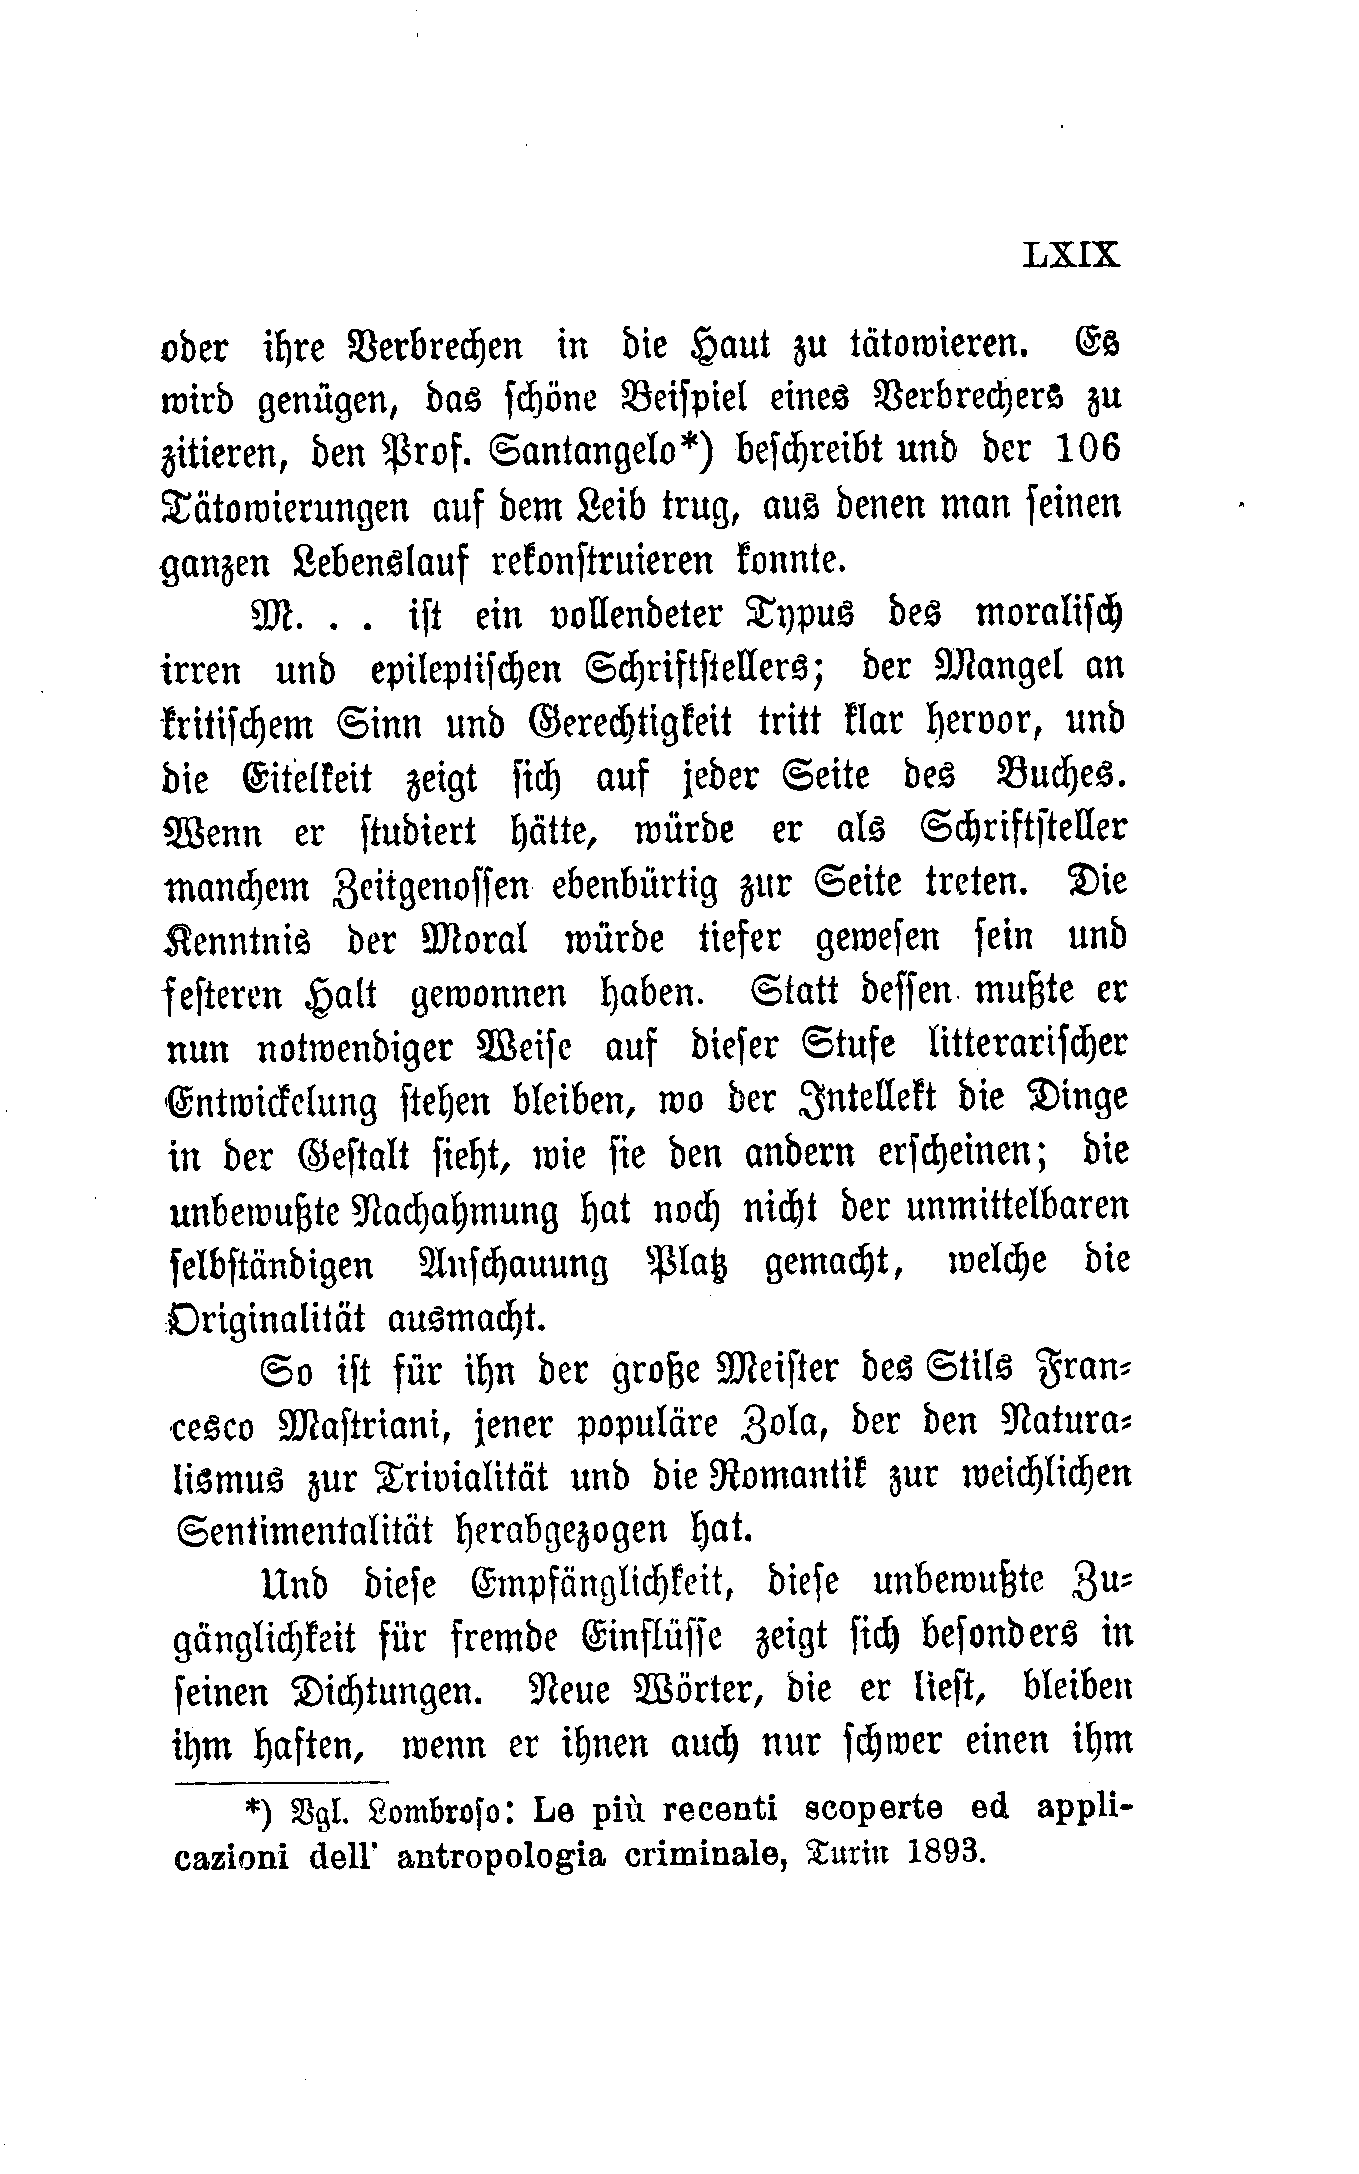 LXIX
oder ihre Verbrechen in die Haut zu tätowieren. Es
wird genügen, das schöne Beispiel eines Verbrechers zu
zitieren, den Prof. Santangelo*) beschreibt und der 106
Tätowierungen auf dem Leib trug, aus denen man seinen
ganzen Lebenslauf rekonstruieren konnte.
M. . . ist ein vollendeter Typus des moralisch
irren und epileptischen Schriftstellers; der Mangel an
kritischem Sinn und Gerechtigkeit tritt klar hervor, und
die Eitelkeit zeigt sich auf jeder Seite des Buches.
Wenn er studiert hätte, würde er als Schriftsteller
manchem Zeitgenossen ebenbürtig zur Seite treten. Die
Kenntnis der Moral würde tiefer gewesen sein und
festeren Halt gewonnen haben. Statt dessen mußte er
nun notwendiger Weise auf dieser Stufe litterarischer
Entwickelung stehen bleiben, wo der Intellekt die Dinge
in der Gestalt sieht, wie sie den andern erscheinen; die
unbewußte Nachahmung hat noch nicht der unmittelbaren
selbständigen Anschauung Platz gemacht, welche die
Originalität ausmacht.
So ist für ihn der große Meister des Stils Fran-
cesco Mastriani, jener populäre Zola, der den Natura-
lismus zur Trivialität und die Romantik zur weichlichen
Sentimentalität herabgezogen hat.
Und diese Empfänglichkeit, diese unbewußte Zu-
gänglichkeit für fremde Einflüsse zeigt sich besonders in
seinen Dichtungen. Neue Wörter, die er liest, bleiben
ihm haften, wenn er ihnen auch nur schwer einen ihm
*) Vgl. Lombroso: Le più recenti scoperte ed appli-
cazioni dell' antropologia criminale, Turin 1893.